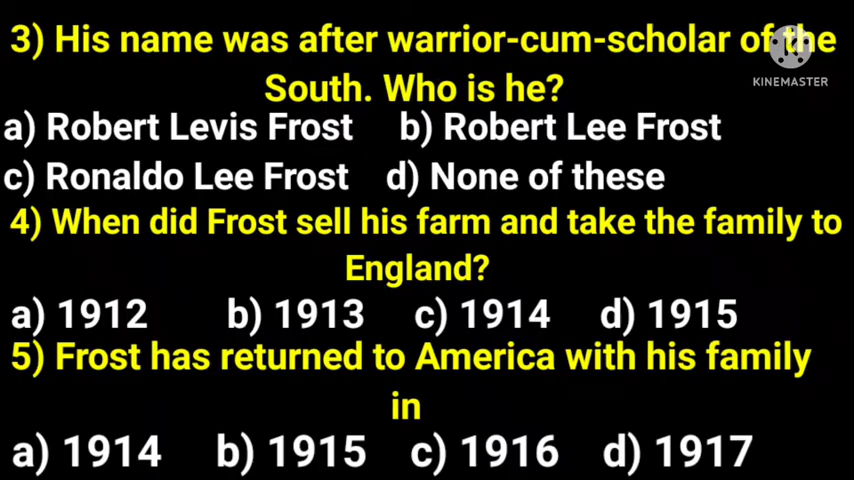 3) His name was after warrior-cum-scholar of the
South. Who is he?
a) Robert Levis Frost b) Robert Lee Frost
c) Ronaldo Lee Frost d) None of these
4) When did Frost sell his farm and take the family to
England?
a) 1912 b) 1913 c) 1914 d) 1915
5) Frost has returned to America with his family
in
a) 1914 b) 1915 c) 1916 d) 1917
KINEMASTER